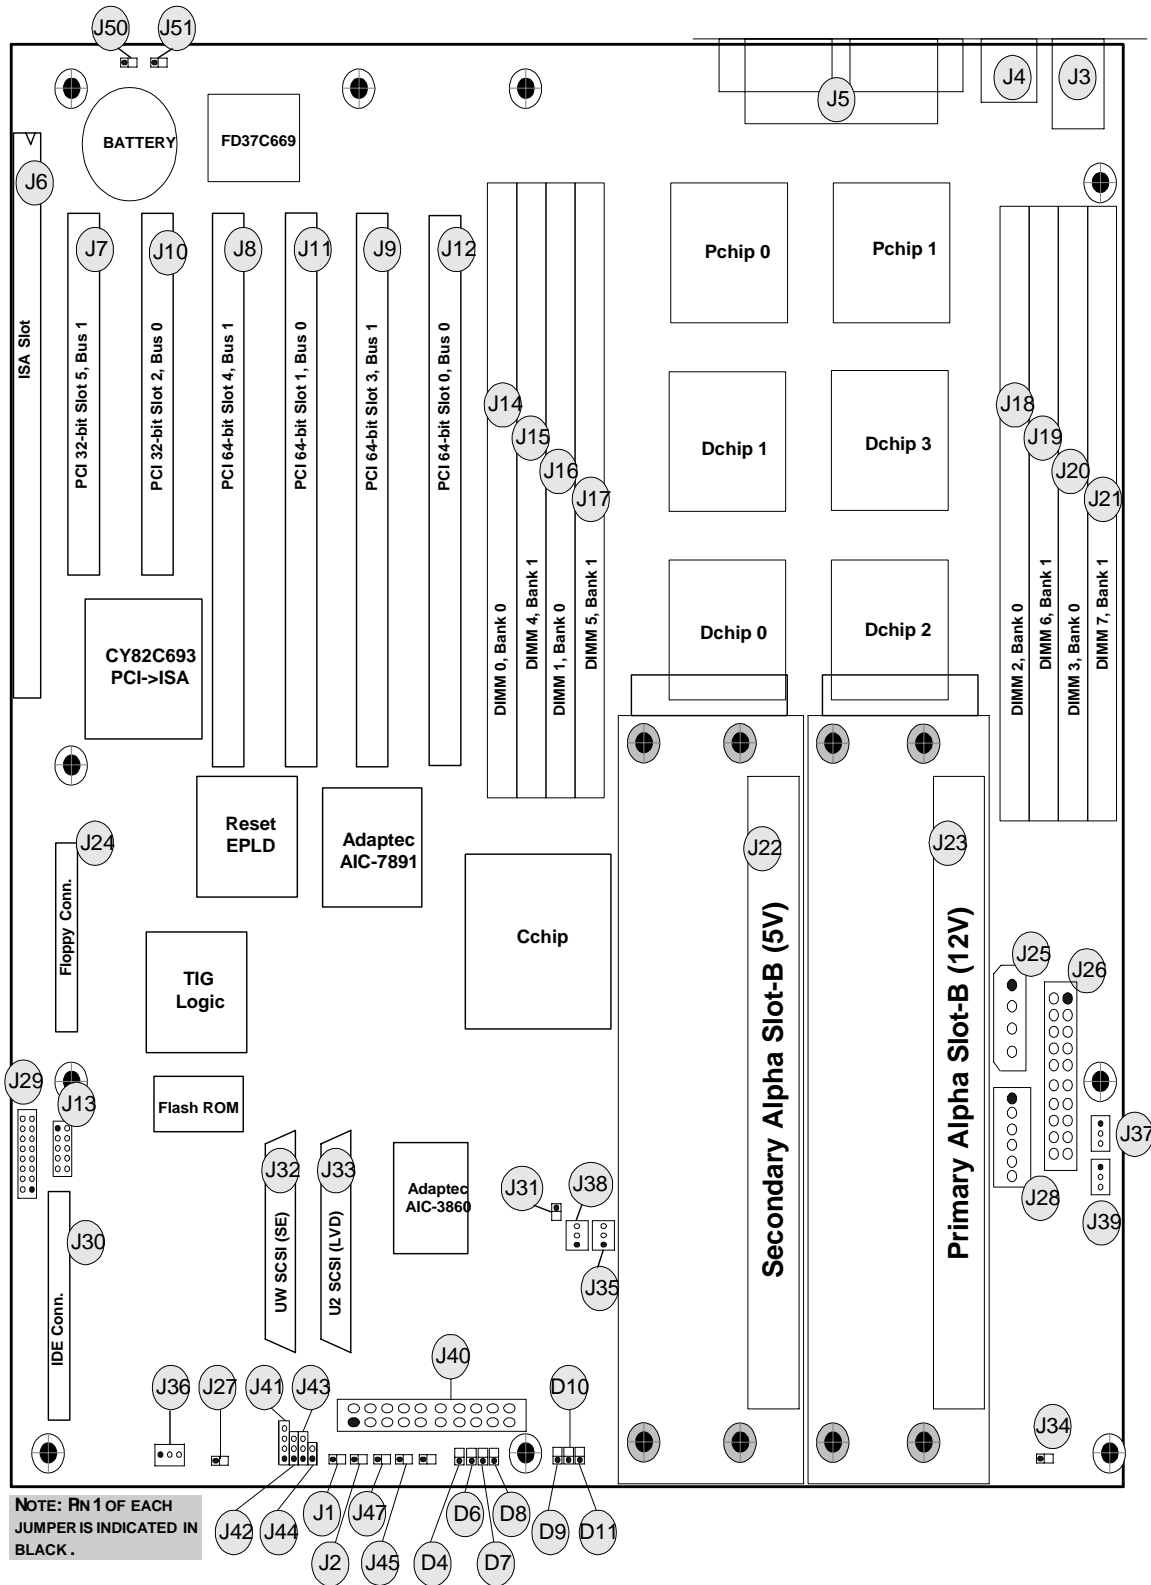 J50
J51
J5
J4
J3
BATTERY
FD37C669
J6
J7
J10
J8
J11
J9
J12
ISA Slot
PCI 32-bit Slot 5, Bus 1
PCI 32-bit Slot 2, Bus 0
PCI 64-bit Slot 4, Bus 1
PCI 64-bit Slot 1, Bus 0
PCI 64-bit Slot 3, Bus 1
PCI 64-bit Slot 0, Bus 0
Pchip 0
Pchip 1
J14
J15
J16
J17
J18
J19
J20
J21
Dchip 1
Dchip 3
DIMM 0, Bank 0
DIMM 4, Bank 1
DIMM 1, Bank 0
DIMM 5, Bank 1
DIMM 2, Bank 0
DIMM 6, Bank 1
DIMM 3, Bank 0
DIMM 7, Bank 1
Dchip 0
Dchip 2
CY82C693
PCI->ISA
J24
Floppy Conn.
Reset
EPLD
Adaptec
AIC-7891
J22
J23
Cchip
TIG
Logic
Secondary Alpha Slot-B (5V)
Primary Alpha Slot-B (12V)
J25
J26
J29
J13
Flash ROM
J32
J33
UW SCSI (SE)
U2 SCSI (LVD)
Adaptec
AIC-3860
J31
J38
J35
J37
J28
J39
J30
IDE Conn.
J36
J27
J41
J43
J40
D10
J34
NOTE: PIN 1 OF EACH
JUMPER IS INDICATED IN
BLACK .
J42
J44
J1
J47
J2
J45
D4
D6
D8
D7
D9
D11